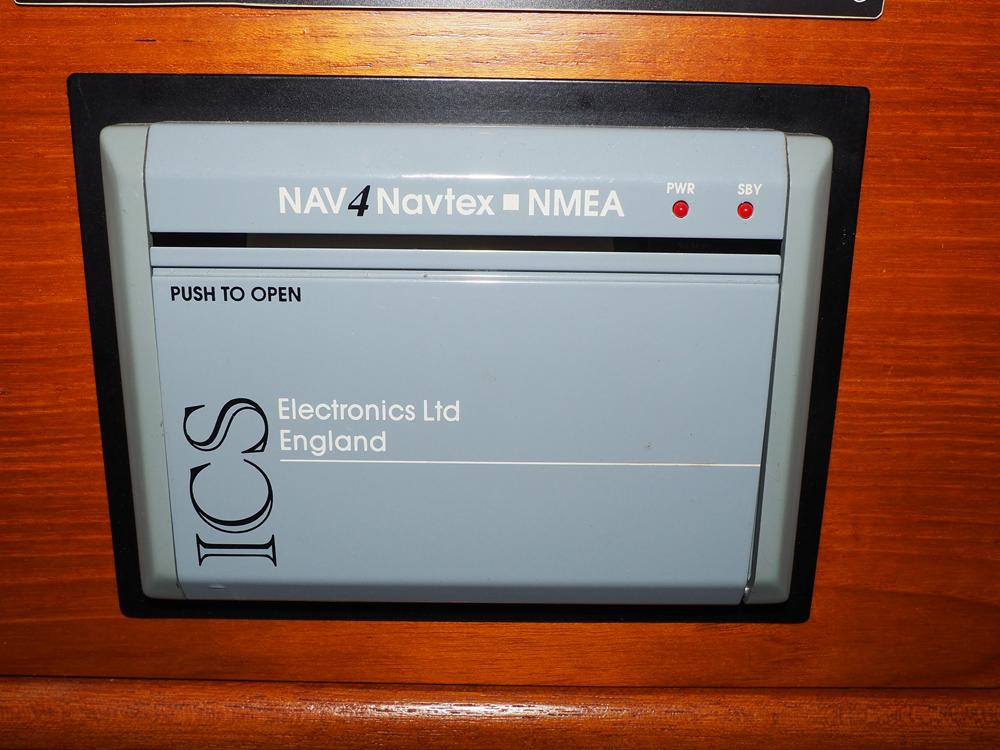 NAV4 Navtex ■ NMEA
PWR
SBY
PUSH TO OPEN
ICS
Electronics Ltd
England